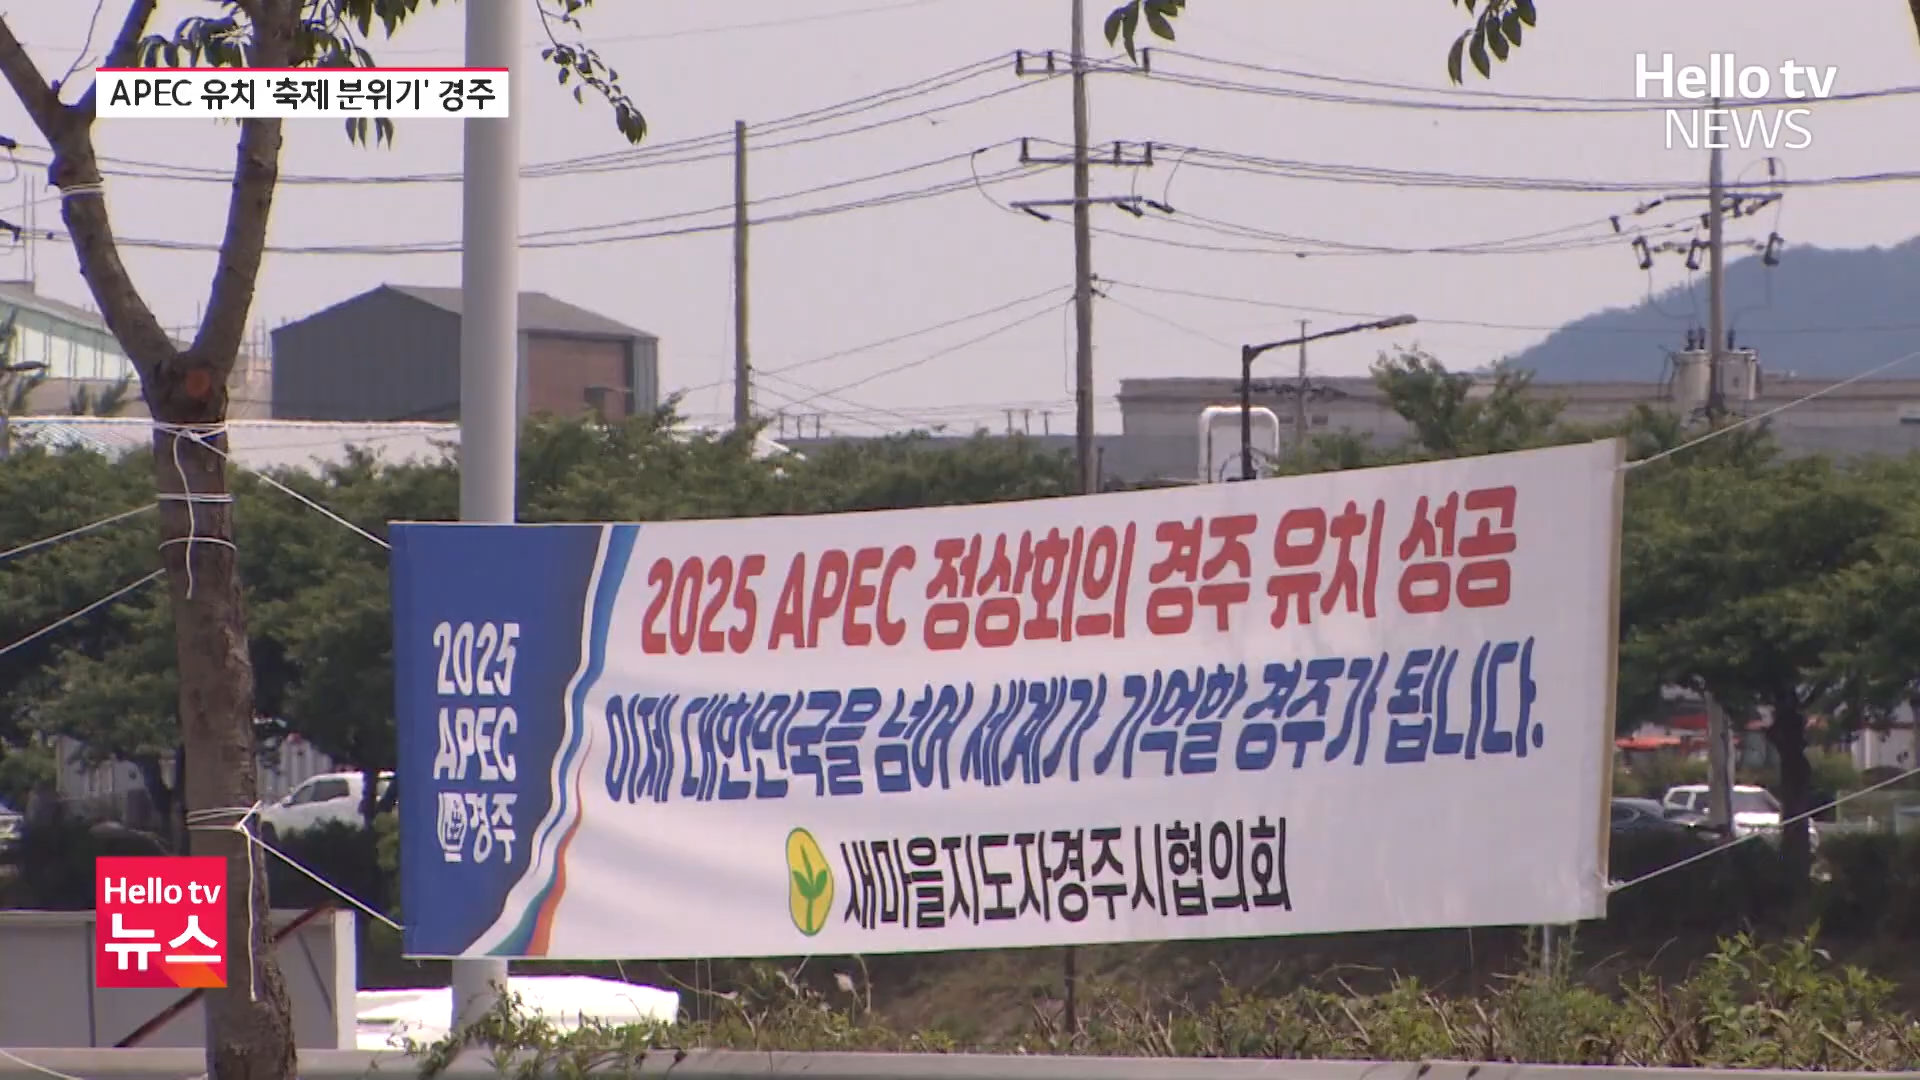 APEC 유치 '축제 분위기' 경주
Hello tv
NEWS
2025 APEC 정상회의 경주 유치 성공
이제 대한민국을 넘어 세계가 기억할 경주가 됩니다.
새마을지도자경주시협의회
2025
APEC
경주
Hello tv
뉴스